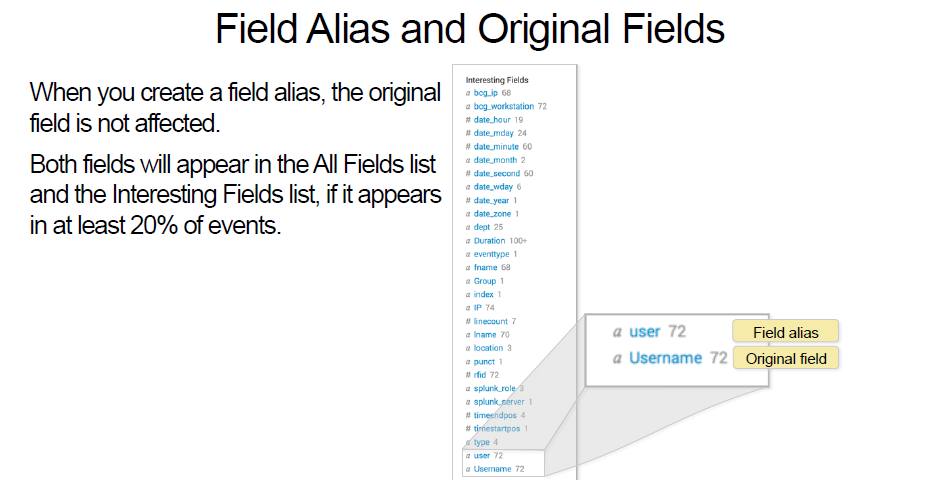 Field Alias and Original Fields
When you create a field alias, the original
field is not affected.
Both fields will appear in the All Fields list
and the Interesting Fields list, if it appears
in at least 20% of events.
Interesting Fields
a bcg_ip 68
a bcg_workstation 72
# date_hour 19
# date_mday 24
# date_minute 60
a date_month 2
# date_second 60
a date_wday 6
# date_year 1
a date_zone 1
a dept 25
a Duration 100+
a eventtype 1
a fname 68
a Group 1
a index 1
a IP 74
# linecount 7
a lname 70
a location 3
a punct 1
# rfid 72
a splunk_role 3
a splunk_server 1
# timeendpos 4
# timestartpos 1
a type 4
a user 72
a Username 72
a user 72 Field alias
a Username 72 Original field